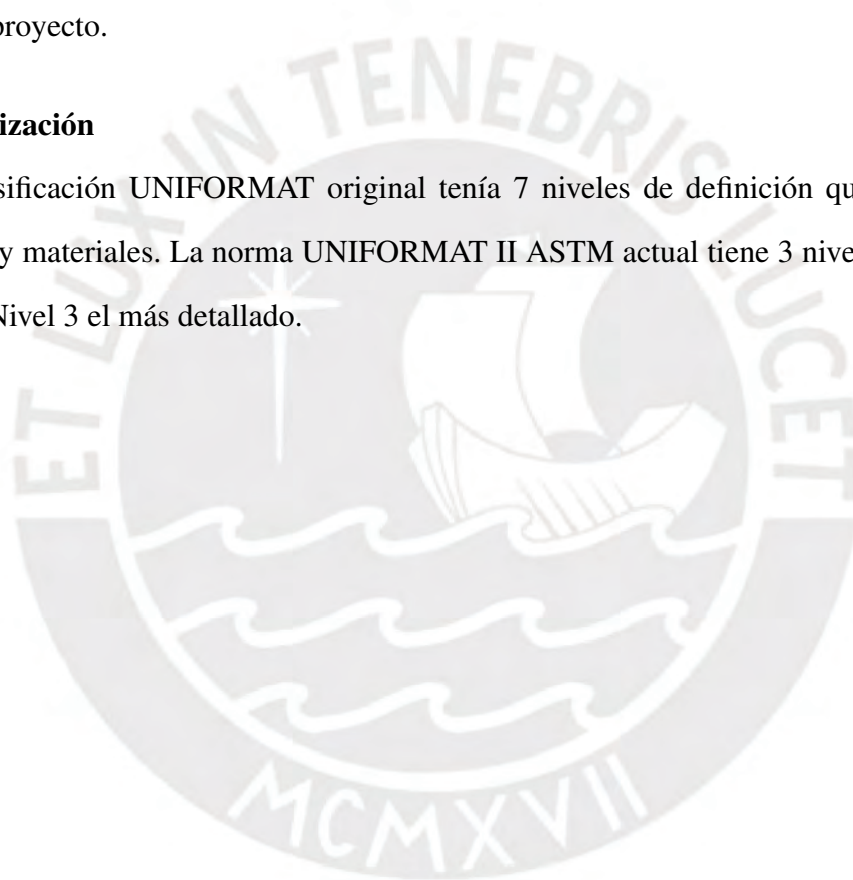 proyecto.
ización
sificación UNIFORMAT original tenía 7 niveles de definición qu
y materiales. La norma UNIFORMAT II ASTM actual tiene 3 nive
Nivel 3 el más detallado.
ET LUX IN TENEBRIS LUCET
MCMXVII